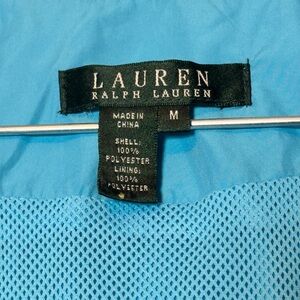 LAUREN
RALPH LAUREN
MADE IN
CHINA
M
SHELL:
100%
POLYESTER
LINING:
100%
POLYESTER